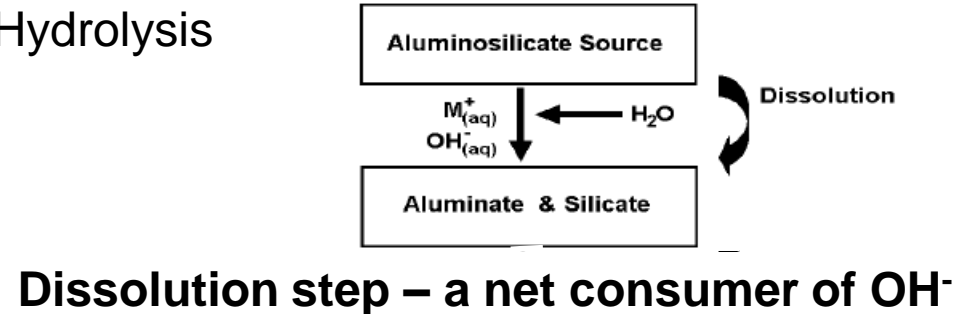 Hydrolysis
Aluminosilicate Source
M⁺(aq)
OH⁻(aq)
H₂O
Dissolution
Aluminate & Silicate
Dissolution step – a net consumer of OH⁻